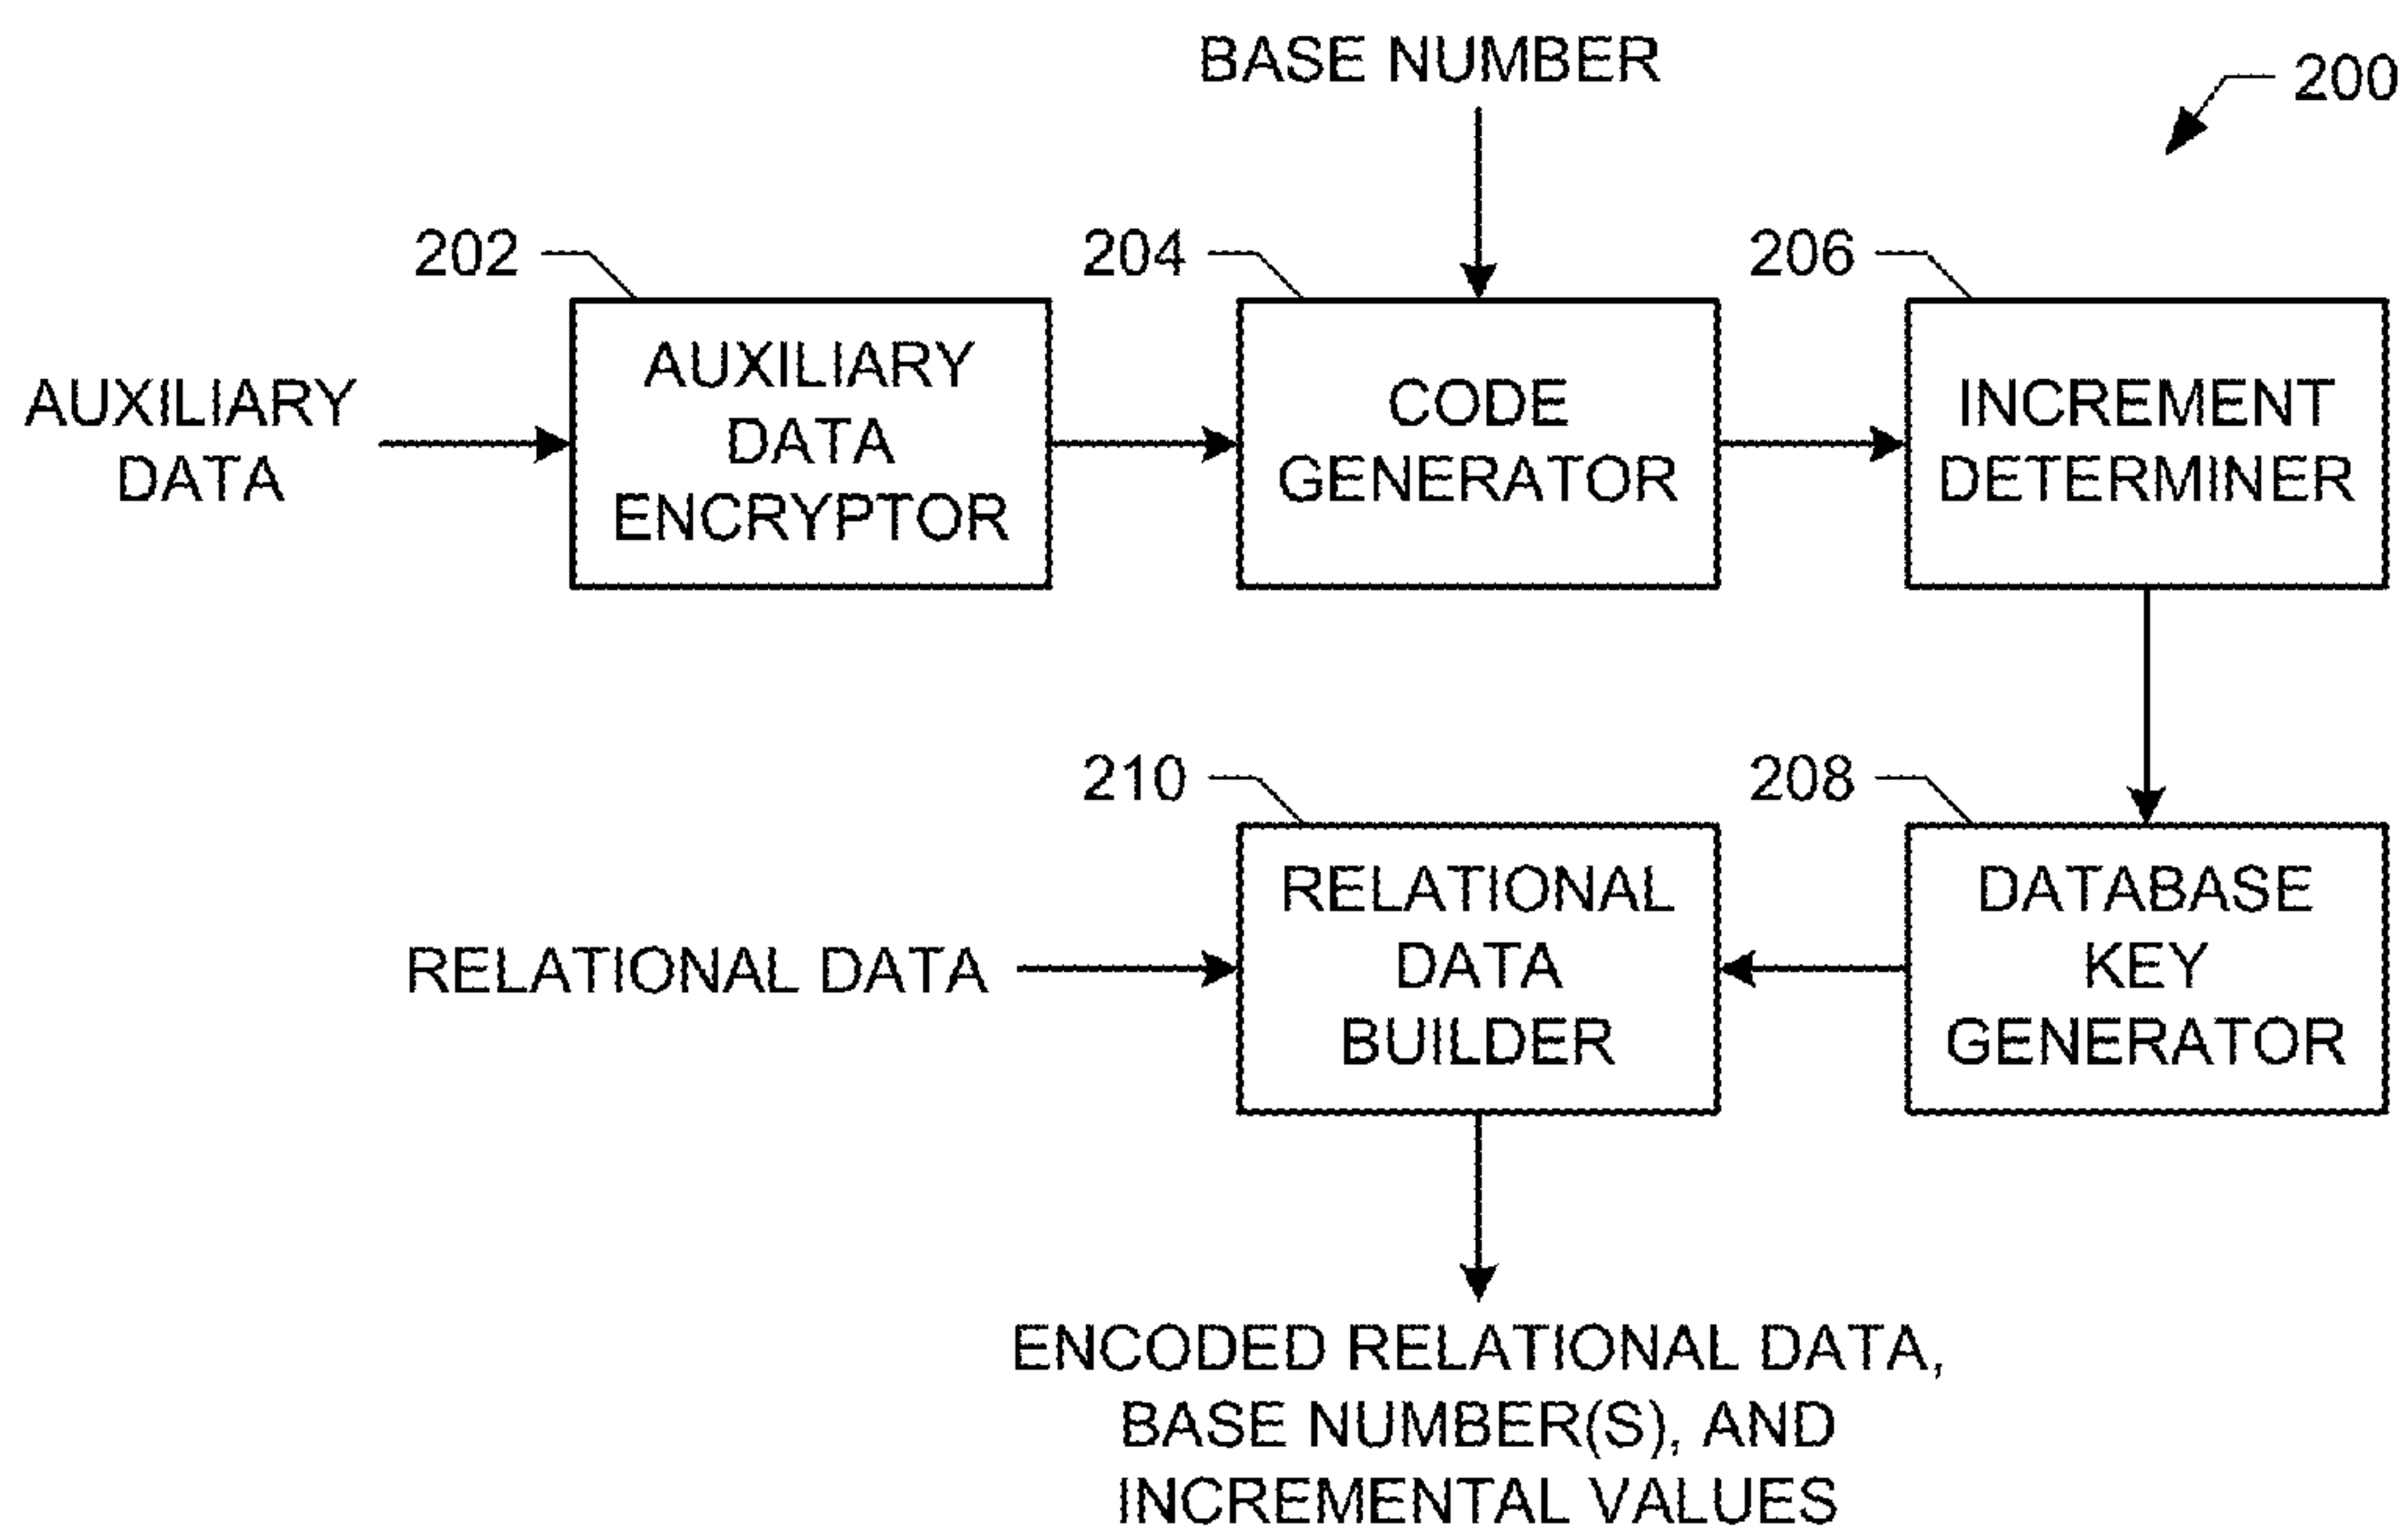 BASE NUMBER
200
202
204
206
AUXILIARY
DATA
AUXILIARY
DATA
ENCRYPTOR
CODE
GENERATOR
INCREMENT
DETERMINER
210
208
RELATIONAL DATA
RELATIONAL
DATA
BUILDER
DATABASE
KEY
GENERATOR
ENCODED RELATIONAL DATA,
BASE NUMBER(S), AND
INCREMENTAL VALUES